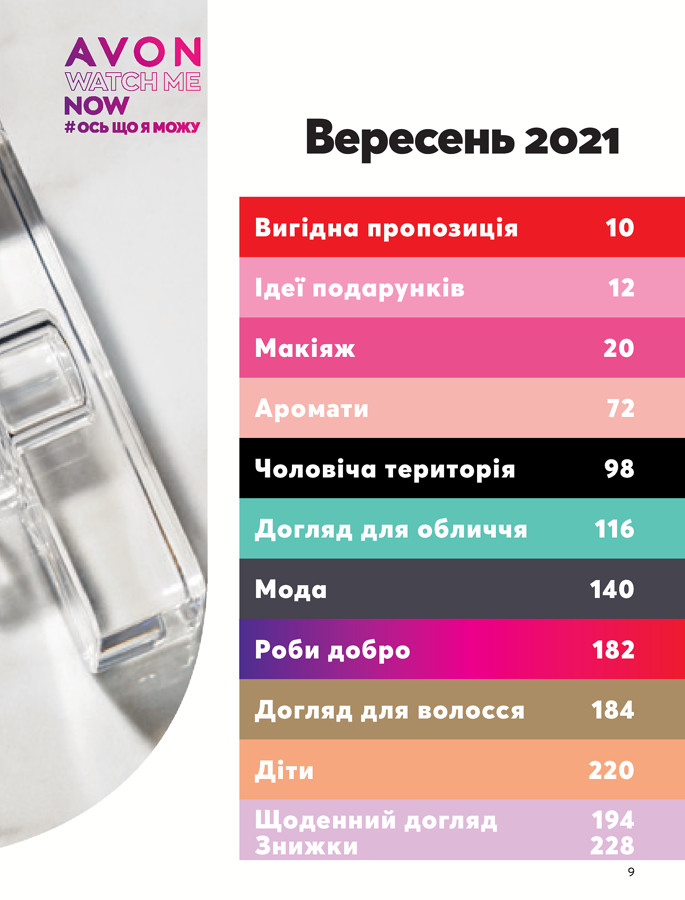 AVON
WATCH ME
NOW
#ОСЬ ЩО Я МОЖУ
Вересень 2021
Вигідна пропозиція 10
Ідеї подарунків 12
Макіяж 20
Аромати 72
Чоловіча територія 98
Догляд для обличчя 116
Мода 140
Роби добро 182
Догляд для волосся 184
Діти 220
Щоденний догляд 194
Знижки 228
9